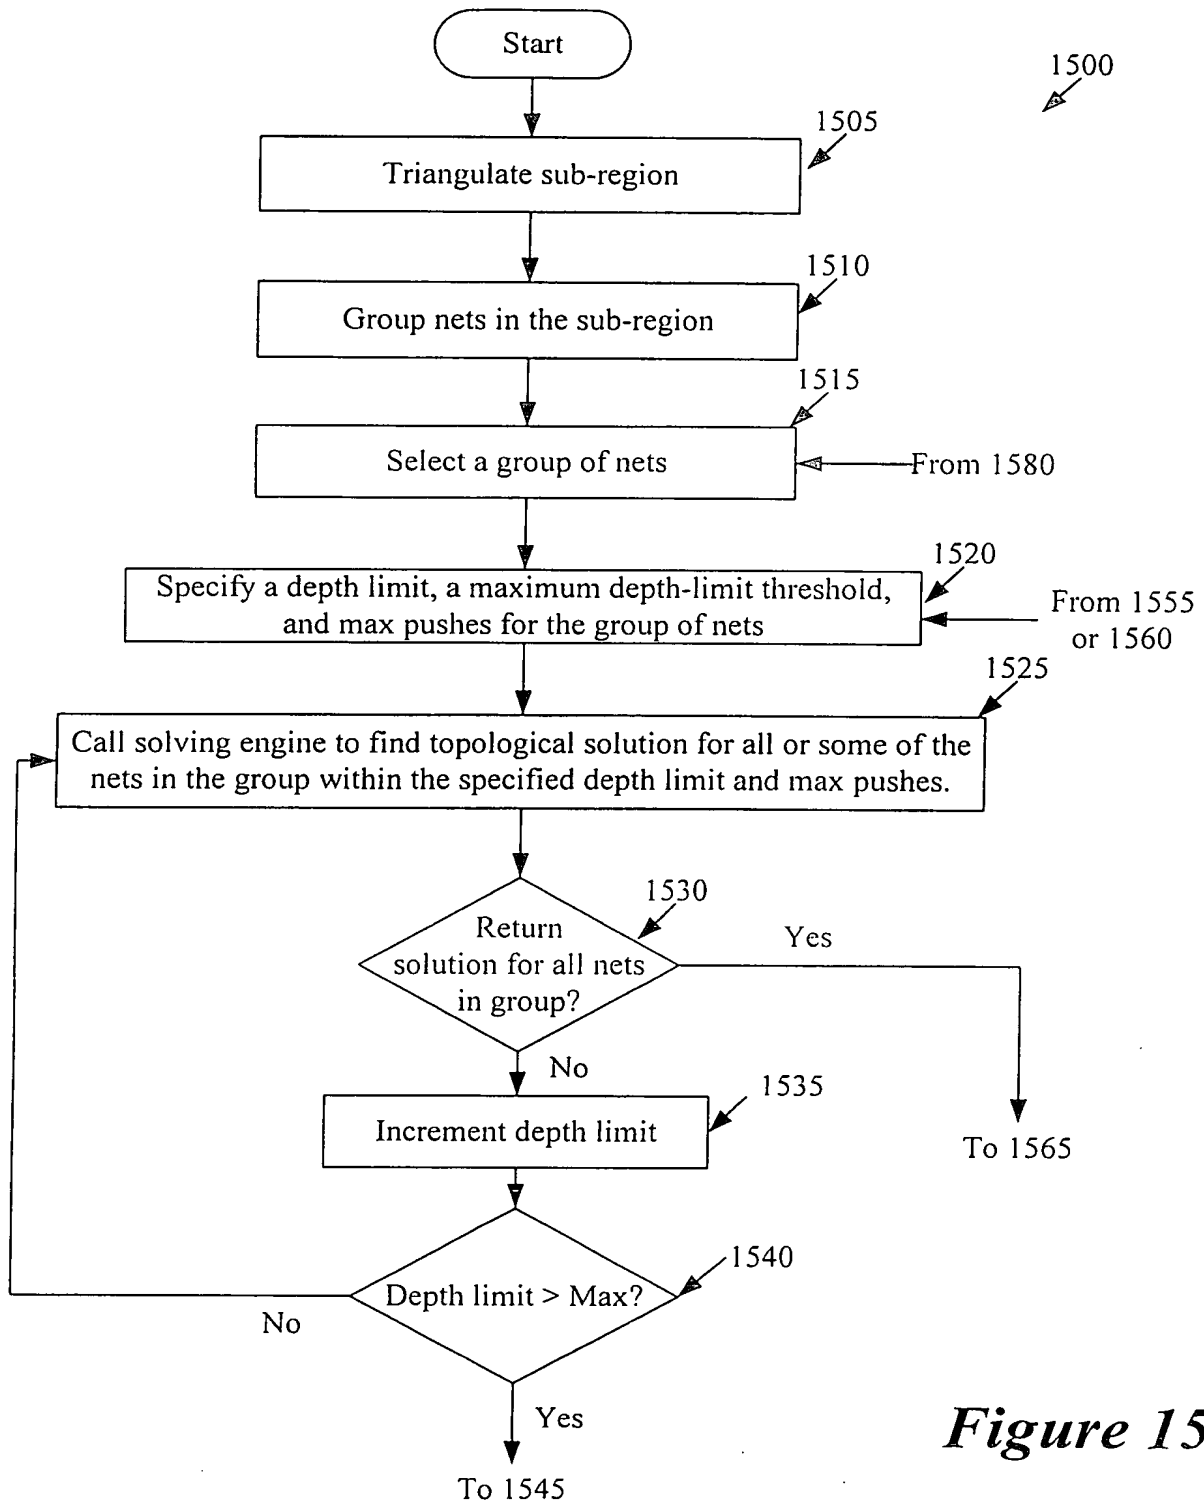 Start
1500
1505
Triangulate sub-region
1510
Group nets in the sub-region
1515
Select a group of nets
From 1580
1520
Specify a depth limit, a maximum depth-limit threshold,
and max pushes for the group of nets
From 1555
or 1560
1525
Call solving engine to find topological solution for all or some of the
nets in the group within the specified depth limit and max pushes.
1530
Return
solution for all nets
in group?
Yes
No
1535
Increment depth limit
To 1565
1540
Depth limit > Max?
No
Yes
To 1545
Figure 15